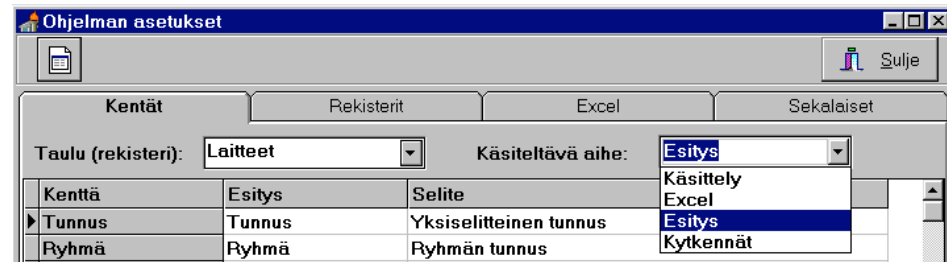 Ohjelman asetukset
Sulje
Kentät Rekisterit Excel Sekalaiset
Taulu (rekisteri): Laitteet Käsiteltävä aihe: Esitys
Käsittely
Excel
Esitys
Kytkennät
Kenttä Esitys Selite
Tunnus Tunnus Yksiselitteinen tunnus
Ryhmä Ryhmä Ryhmän tunnus